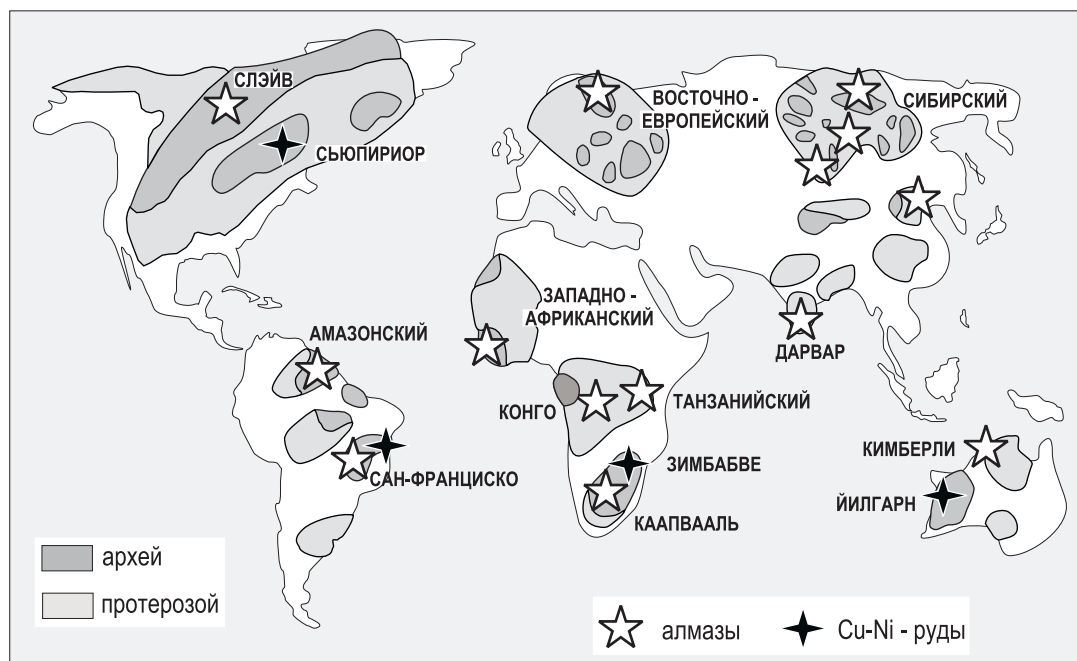 СЛЭЙВ
СЬЮПИРИОР
ВОСТОЧНО -
ЕВРОПЕЙСКИЙ
СИБИРСКИЙ
ЗАПАДНО -
АФРИКАНСКИЙ
ДАРВАР
АМАЗОНСКИЙ
КОНГО
ТАНЗАНИЙСКИЙ
САН-ФРАНЦИСКО
ЗИМБАБВЕ
КААПВААЛЬ
КИМБЕРЛИ
ЙИЛГАРН
архей
протерозой
алмазы
Cu-Ni - руды